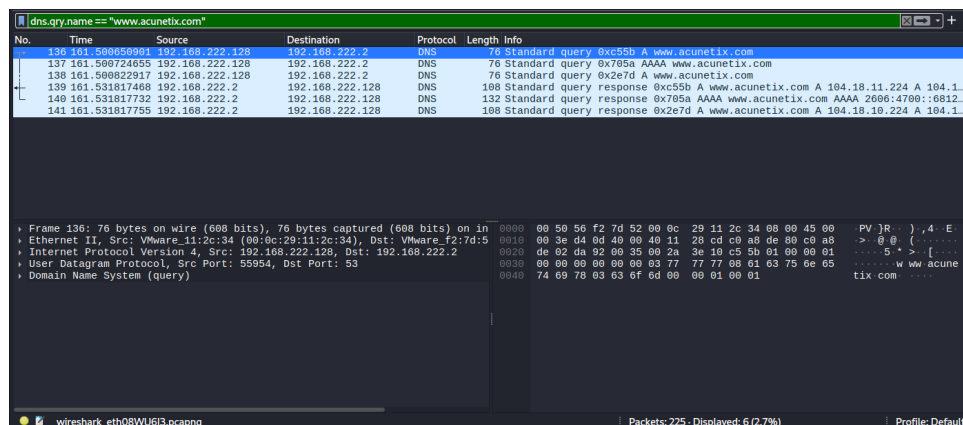 dns.qry.name == "www.acunetix.com"
No. Time Source Destination Protocol Length Info
136 161.500650901 192.168.222.128 192.168.222.2 DNS 76 Standard query 0xc55b A www.acunetix.com
137 161.500724655 192.168.222.128 192.168.222.2 DNS 76 Standard query 0x705a AAAA www.acunetix.com
138 161.500822917 192.168.222.128 192.168.222.2 DNS 76 Standard query 0x2e7d A www.acunetix.com
139 161.531817468 192.168.222.2 192.168.222.128 DNS 108 Standard query response 0xc55b A www.acunetix.com A 104.18.11.224 A 104.1…
140 161.531817732 192.168.222.2 192.168.222.128 DNS 132 Standard query response 0x705a AAAA www.acunetix.com AAAA 2606:4700::6812…
141 161.531817755 192.168.222.2 192.168.222.128 DNS 108 Standard query response 0x2e7d A www.acunetix.com A 104.18.10.224 A 104.1…
Frame 136: 76 bytes on wire (608 bits), 76 bytes captured (608 bits) on in
Ethernet II, Src: VMware_11:2c:34 (00:0c:29:11:2c:34), Dst: VMware_f2:7d:5
Internet Protocol Version 4, Src: 192.168.222.128, Dst: 192.168.222.2
User Datagram Protocol, Src Port: 55954, Dst Port: 53
Domain Name System (query)
0000 00 50 56 f2 7d 52 00 0c 29 11 2c 34 08 00 45 00 ·PV·}R·· )·,4··E·
0010 00 3e d4 0d 40 00 40 11 28 cd c0 a8 de 80 c0 a8 ·>··@·@· (·······
0020 de 02 da 92 00 35 00 2a 3e 10 c5 5b 01 00 00 01 ·····5·* >··[····
0030 00 00 00 00 00 00 03 77 77 77 08 61 63 75 6e 65 ·······w ww·acune
0040 74 69 78 03 63 6f 6d 00 00 01 00 01 tix·com· ····
wireshark_eth08WU6I3.pcapng Packets: 225 · Displayed: 6 (2.7%) Profile: Default